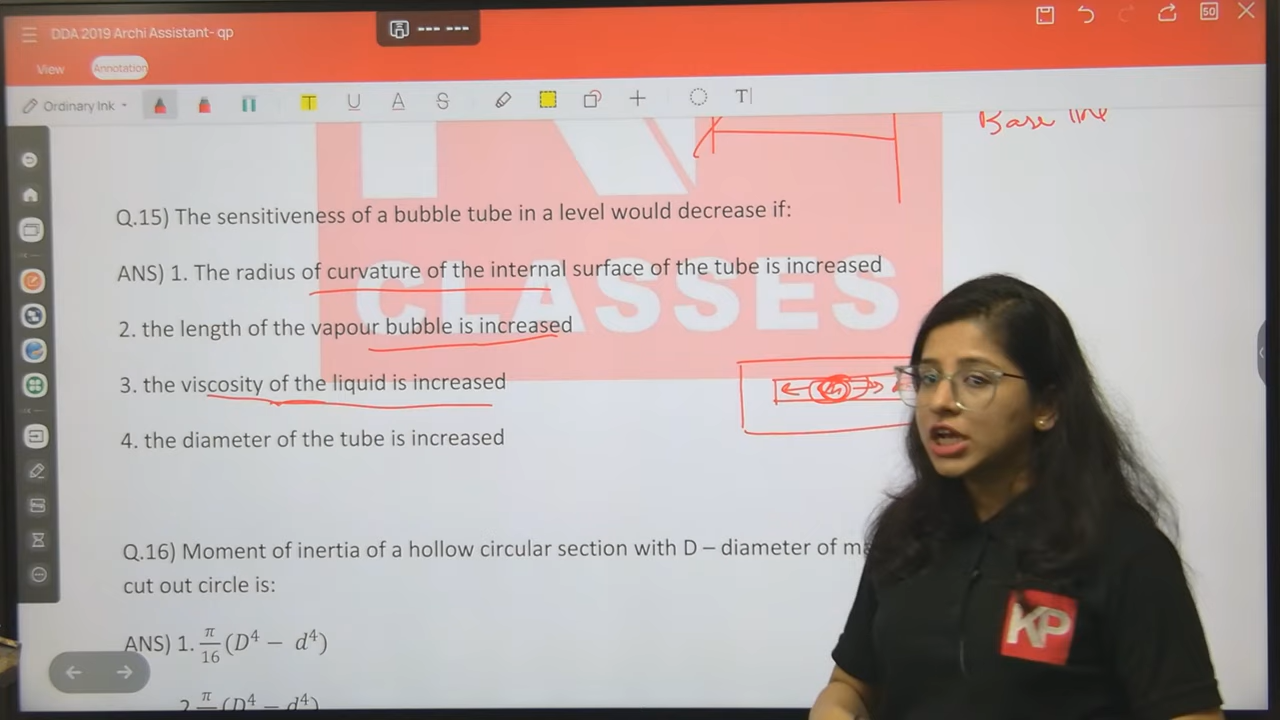 DDA 2019 Archi Assistant- qp
50
View
Annotation
Ordinary Ink
T U A S T
Base line
Q.15) The sensitiveness of a bubble tube in a level would decrease if:
ANS) 1. The radius of curvature of the internal surface of the tube is increased
CLASSES
2. the length of the vapour bubble is increased
3. the viscosity of the liquid is increased
4. the diameter of the tube is increased
Q.16) Moment of inertia of a hollow circular section with D – diameter of
cut out circle is:
ANS) 1. π/16 (D⁴ − d⁴)
KP